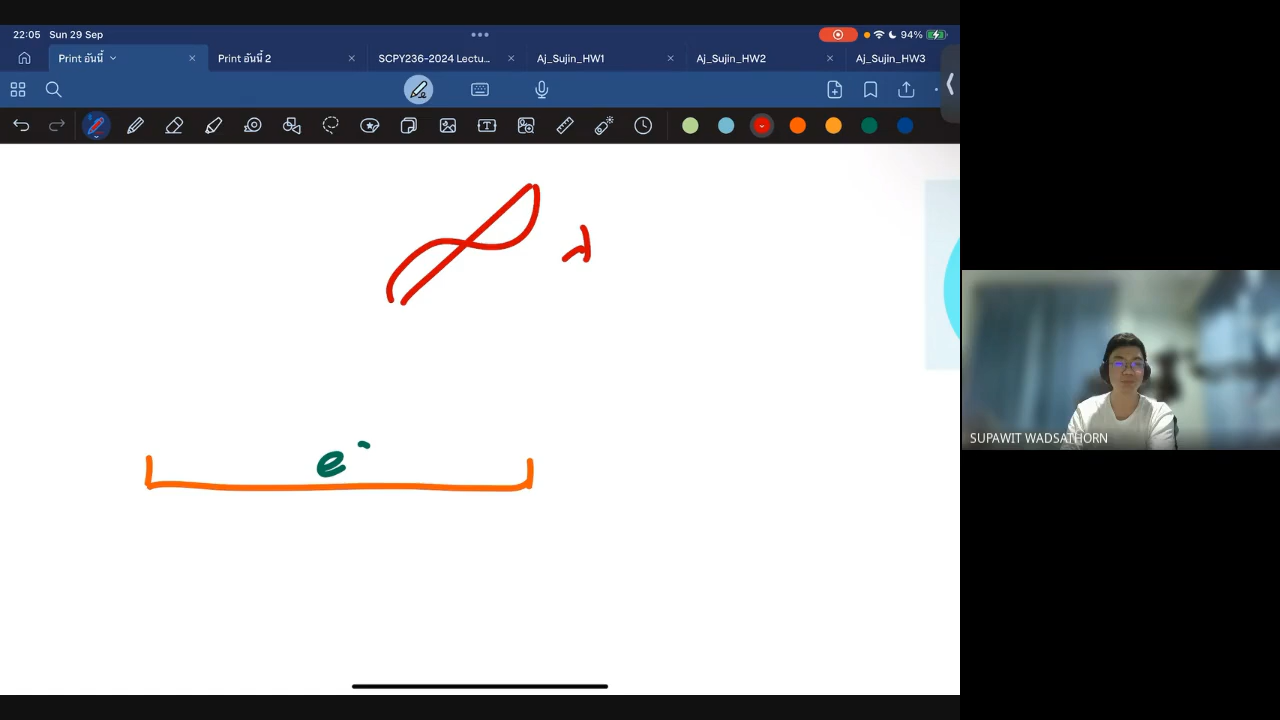 22:05 Sun 29 Sep
94%
Print อันนี้
Print อันนี้ 2
SCPY236-2024 Lectu...
Aj_Sujin_HW1
Aj_Sujin_HW2
Aj_Sujin_HW3
λ
e⁻
SUPAWIT WADSATHORN